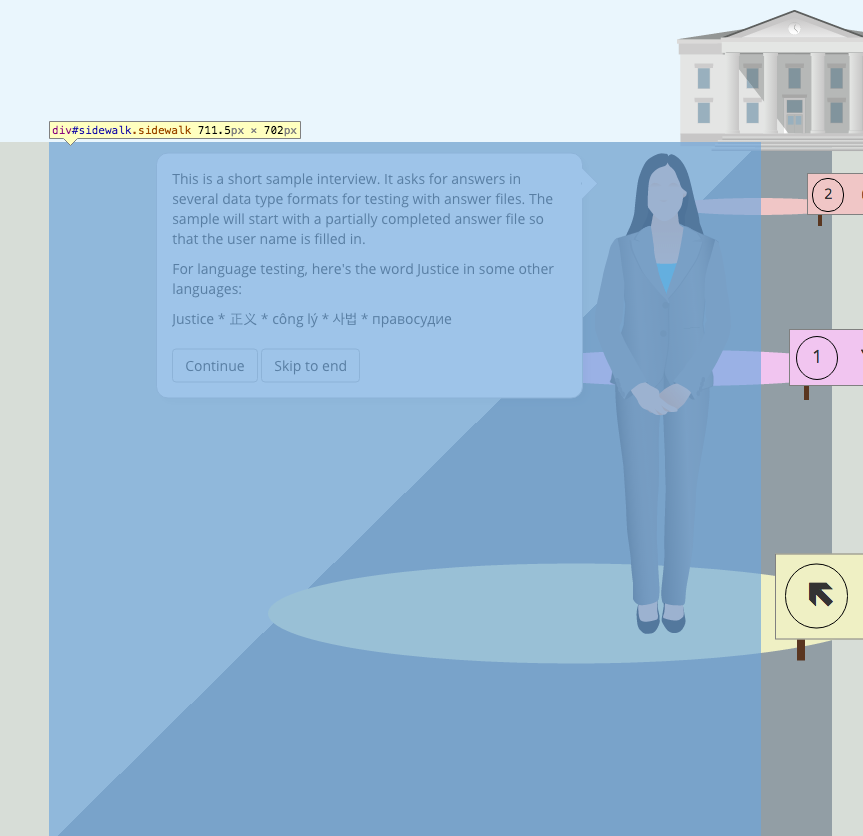 div#sidewalk.sidewalk 711.5px × 702px
This is a short sample interview. It asks for answers in
several data type formats for testing with answer files. The
sample will start with a partially completed answer file so
that the user name is filled in.
For language testing, here's the word Justice in some other
languages:
Justice * 正义 * công lý * 사법 * правосудие
Continue
Skip to end
2
1